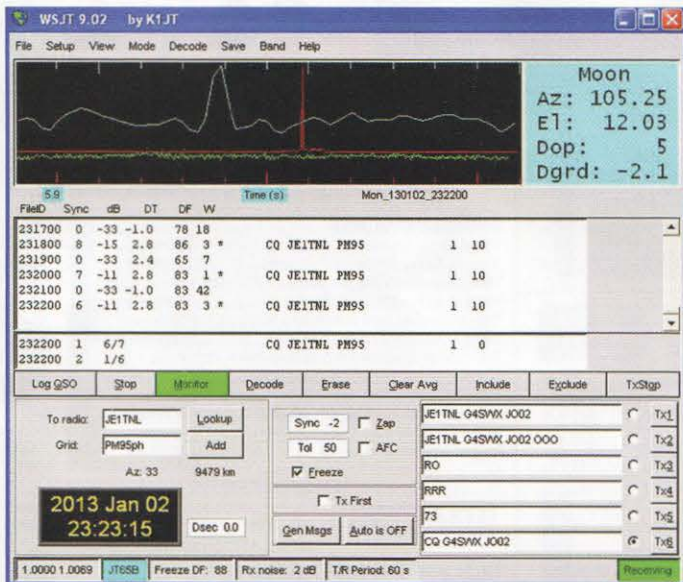 WSJT 9.02 by K1JT
File Setup View Mode Decode Save Band Help
Moon
Az: 105.25
El: 12.03
Dop: 5
Dgrd: -2.1
5.9 Time (s) Mon_130102_232200
FileID Sync dB DT DF W
231700 0 -33 -1.0 78 18
231800 8 -15 2.8 86 3 * CQ JE1TNL PM95 1 10
231900 0 -33 2.4 65 7
232000 7 -11 2.8 83 1 * CQ JE1TNL PM95 1 10
232100 0 -33 -1.0 83 42
232200 6 -11 2.8 83 3 * CQ JE1TNL PM95 1 10
232200 1 6/7 CQ JE1TNL PM95 1 0
232200 2 1/6
Log QSO Stop Monitor Decode Erase Clear Avg Include Exclude TxStop
To radio: JE1TNL Lookup
Grid: PM95ph Add
Az: 33 9479 km
2013 Jan 02
23:23:15
Dsec 0.0
Sync -2 Zap
Tol 50 AFC
Freeze
Tx First
Gen Msgs Auto is OFF
JE1TNL G4SWX JO02 Tx1
JE1TNL G4SWX JO02 OOO Tx2
RO Tx3
RRR Tx4
73 Tx5
CQ G4SWX JO02 Tx6
1.0000 1.0069 JT65B Freeze DF: 88 Rx noise: 2 dB T/R Period: 60 s Receiving